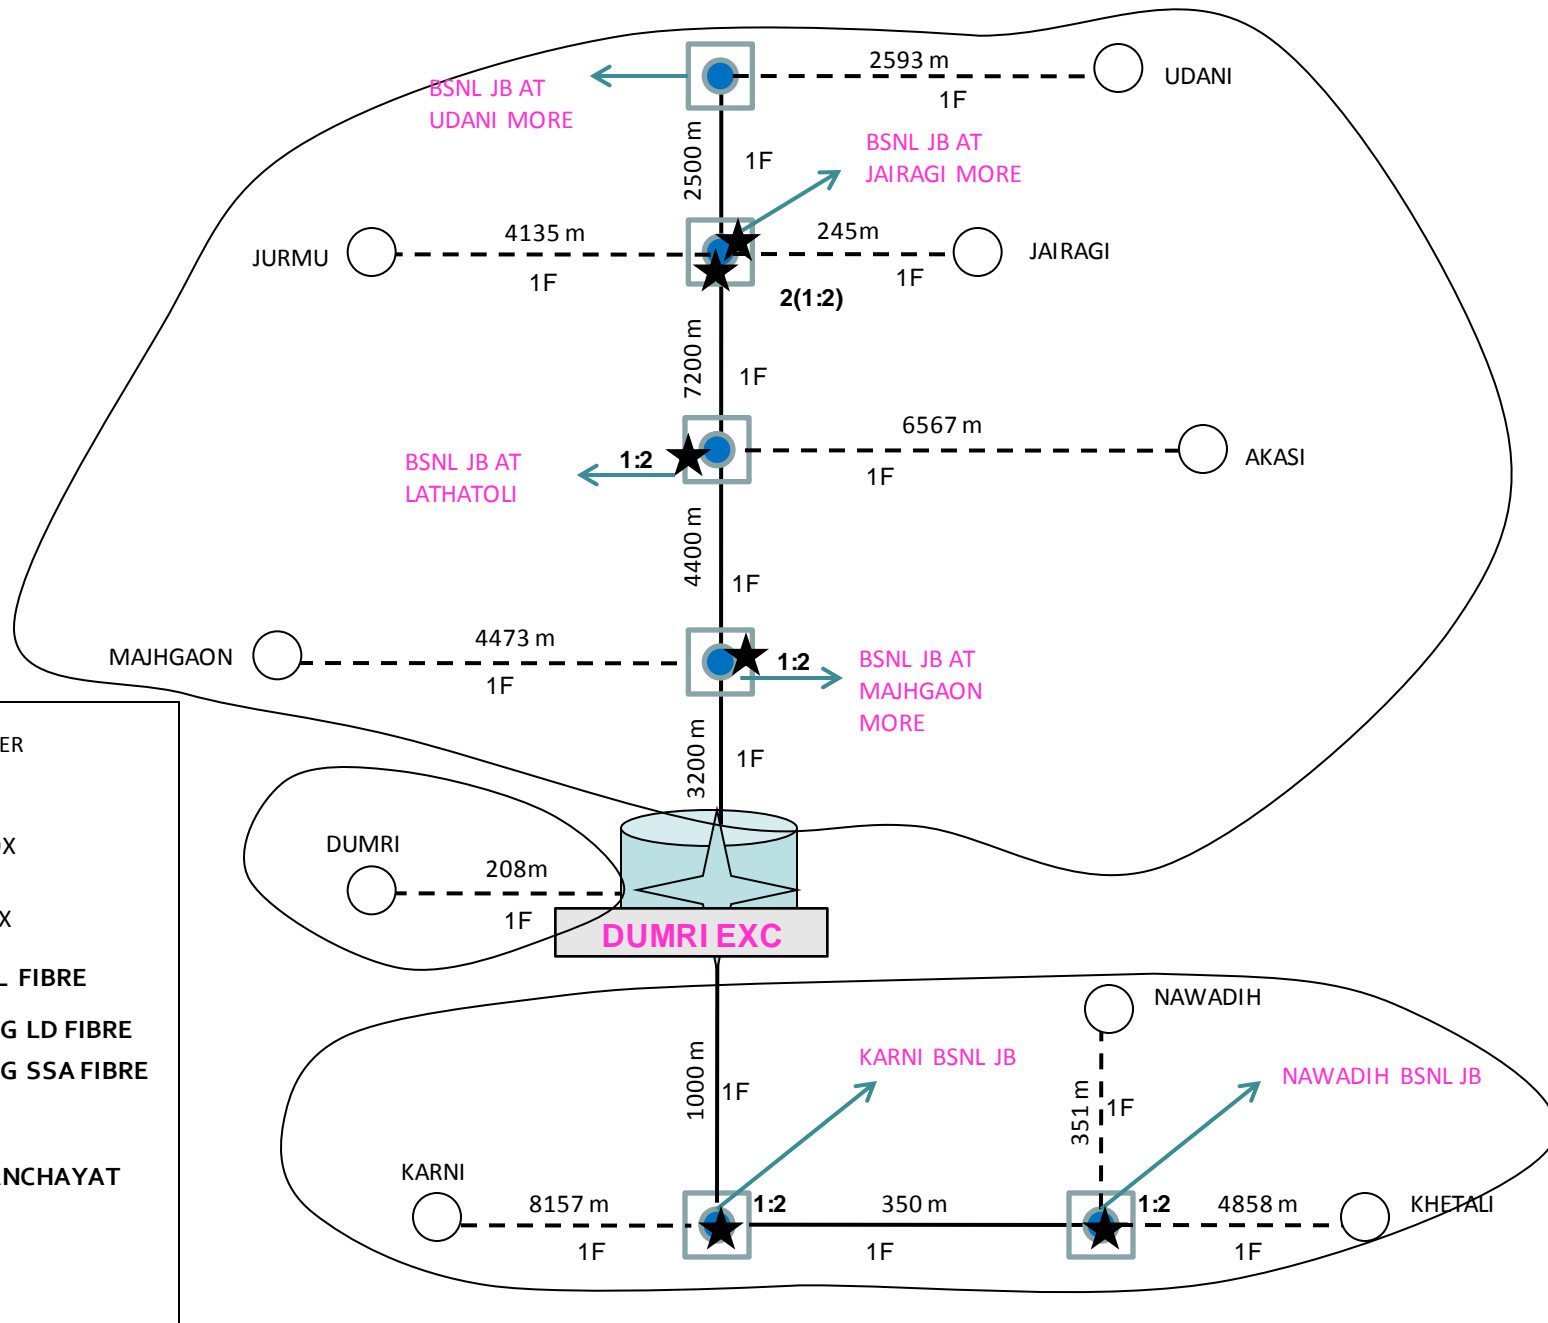 2593 m
UDANI
1F
BSNL JB AT
UDANI MORE
2500 m
1F
BSNL JB AT
JAIRAGI MORE
4135 m
245m
JURMU
JAIRAGI
1F
1F
2(1:2)
7200 m
1F
6567 m
BSNL JB AT
LATHATOLI
1:2
AKASI
1F
4400 m
1F
4473 m
MAJHGAON
1F
1:2
BSNL JB AT
MAJHGAON
MORE
3200 m
1F
ER
OX
X
L FIBRE
G LD FIBRE
G SSA FIBRE
ANCHAYAT
DUMRI
208m
1F
DUMRI EXC
NAWADIH
1000 m
1F
KARNI BSNL JB
NAWADIH BSNL JB
351 m
1F
KARNI
8157 m
1:2
350 m
1:2
4858 m
KHETALI
1F
1F
1F